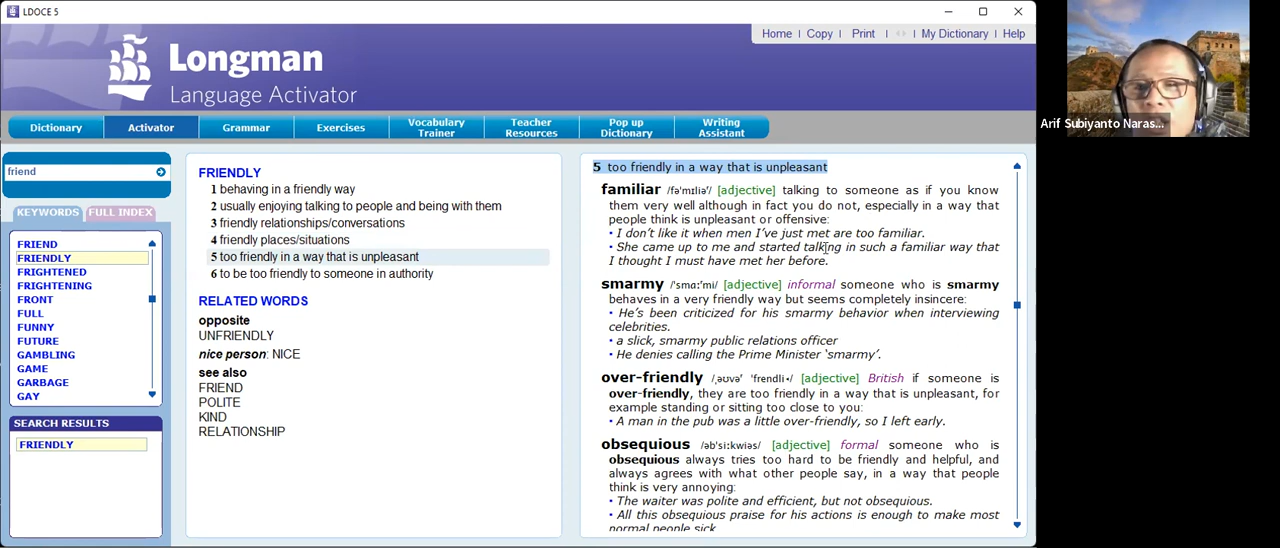 LDOCE 5
Home | Copy | Print | My Dictionary | Help
Longman
Language Activator
Dictionary
Activator
Grammar
Exercises
Vocabulary
Trainer
Teacher
Resources
Pop up
Dictionary
Writing
Assistant
friend
KEYWORDS
FULL INDEX
FRIEND
FRIENDLY
FRIGHTENED
FRIGHTENING
FRONT
FULL
FUNNY
FUTURE
GAMBLING
GAME
GARBAGE
GAY
SEARCH RESULTS
FRIENDLY
FRIENDLY
1 behaving in a friendly way
2 usually enjoying talking to people and being with them
3 friendly relationships/conversations
4 friendly places/situations
5 too friendly in a way that is unpleasant
6 to be too friendly to someone in authority
RELATED WORDS
opposite
UNFRIENDLY
nice person: NICE
see also
FRIEND
POLITE
KIND
RELATIONSHIP
5 too friendly in a way that is unpleasant
familiar /fəˈmɪliəʳ/ [adjective] talking to someone as if you know
them very well although in fact you do not, especially in a way that
people think is unpleasant or offensive:
• I don't like it when men I've just met are too familiar.
• She came up to me and started talking in such a familiar way that
I thought I must have met her before.
smarmy /ˈsmɑːʳmi/ [adjective] informal someone who is smarmy
behaves in a very friendly way but seems completely insincere:
• He's been criticized for his smarmy behavior when interviewing
celebrities.
• a slick, smarmy public relations officer
• He denies calling the Prime Minister 'smarmy'.
over-friendly /ˌəʊvəʳ ˈfrendli◂/ [adjective] British if someone is
over-friendly, they are too friendly in a way that is unpleasant, for
example standing or sitting too close to you:
• A man in the pub was a little over-friendly, so I left early.
obsequious /əbˈsiːkwiəs/ [adjective] formal someone who is
obsequious always tries too hard to be friendly and helpful, and
always agrees with what other people say, in a way that people
think is very annoying:
• The waiter was polite and efficient, but not obsequious.
• All this obsequious praise for his actions is enough to make most
normal people sick.
Arif Subiyanto Naras...